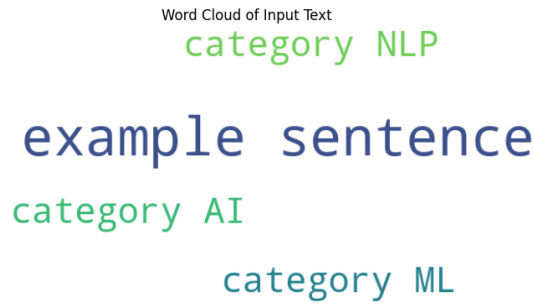 Word Cloud of Input Text
category NLP
example sentence
category AI
category ML